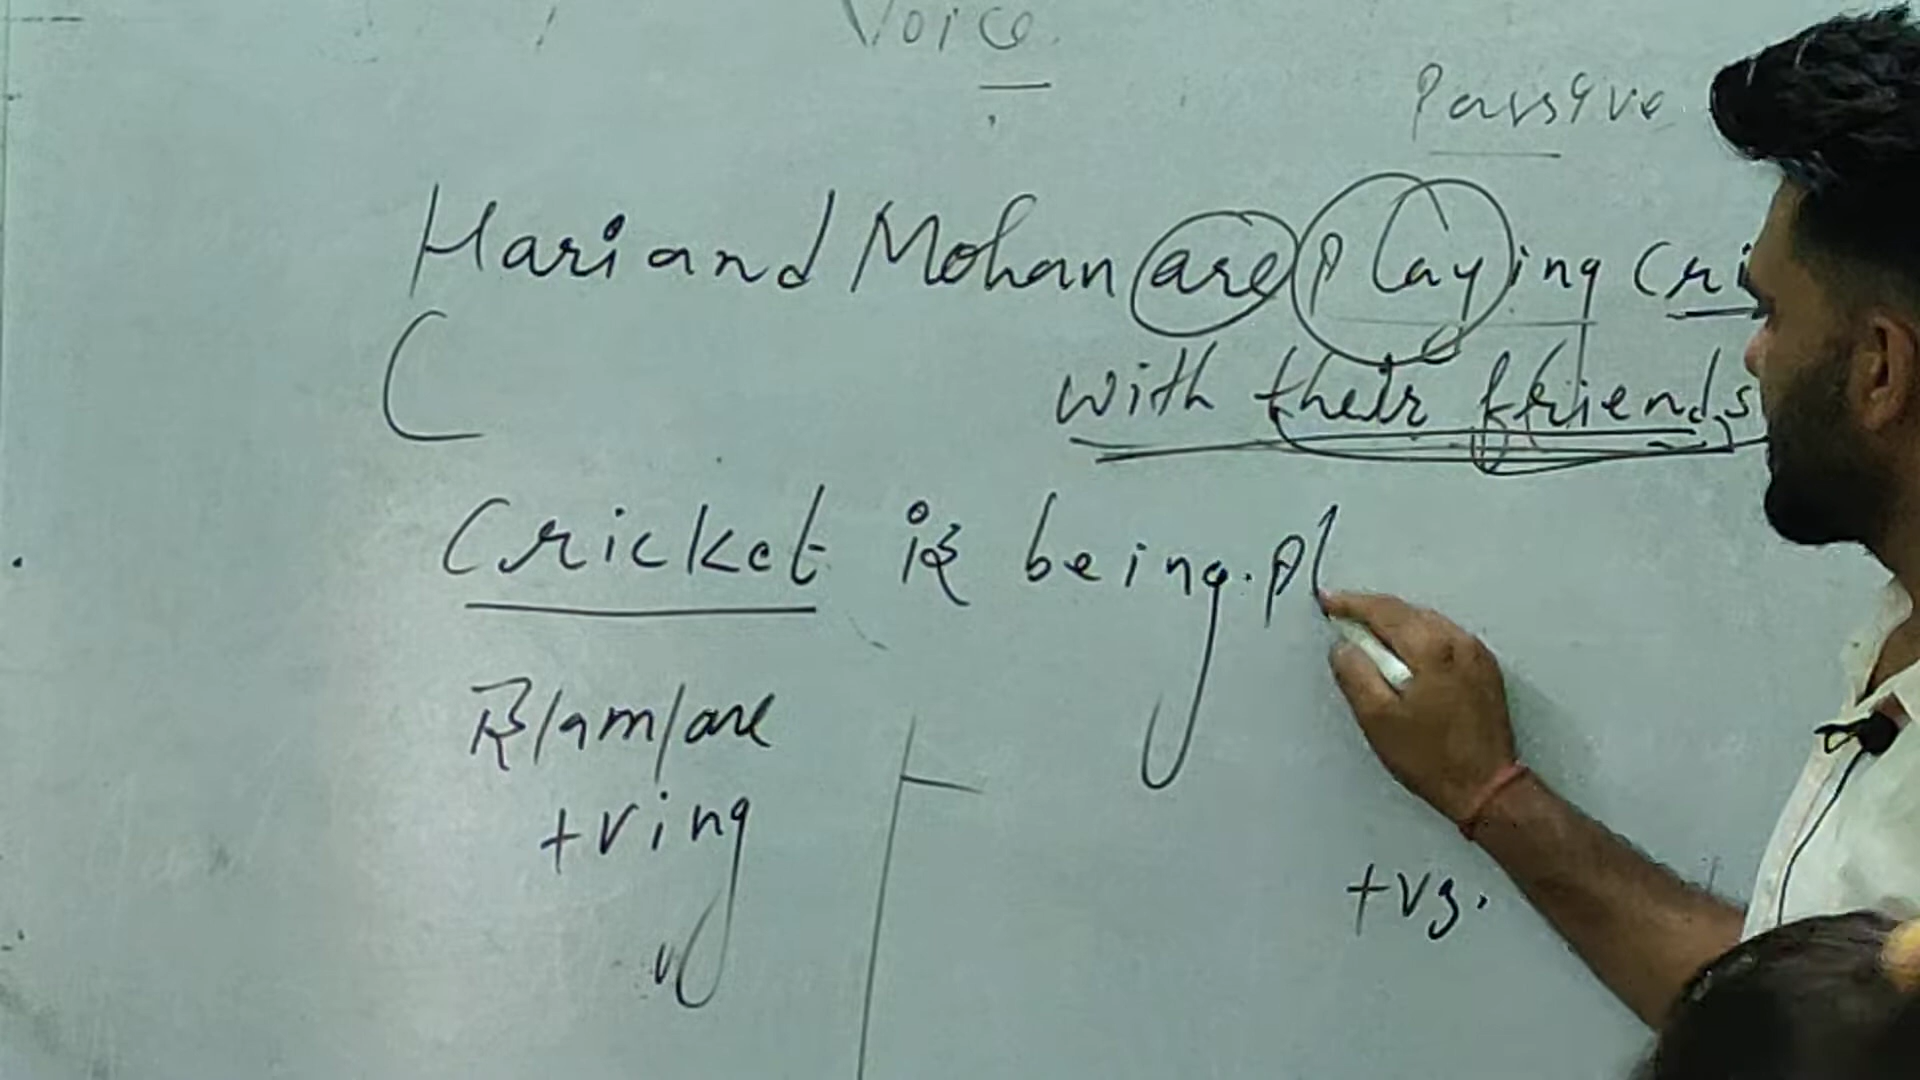 Voice
Passive
Hari and Mohan are playing cri
with their friends
Cricket is being pl
Is/am/are
+ving
+v3.